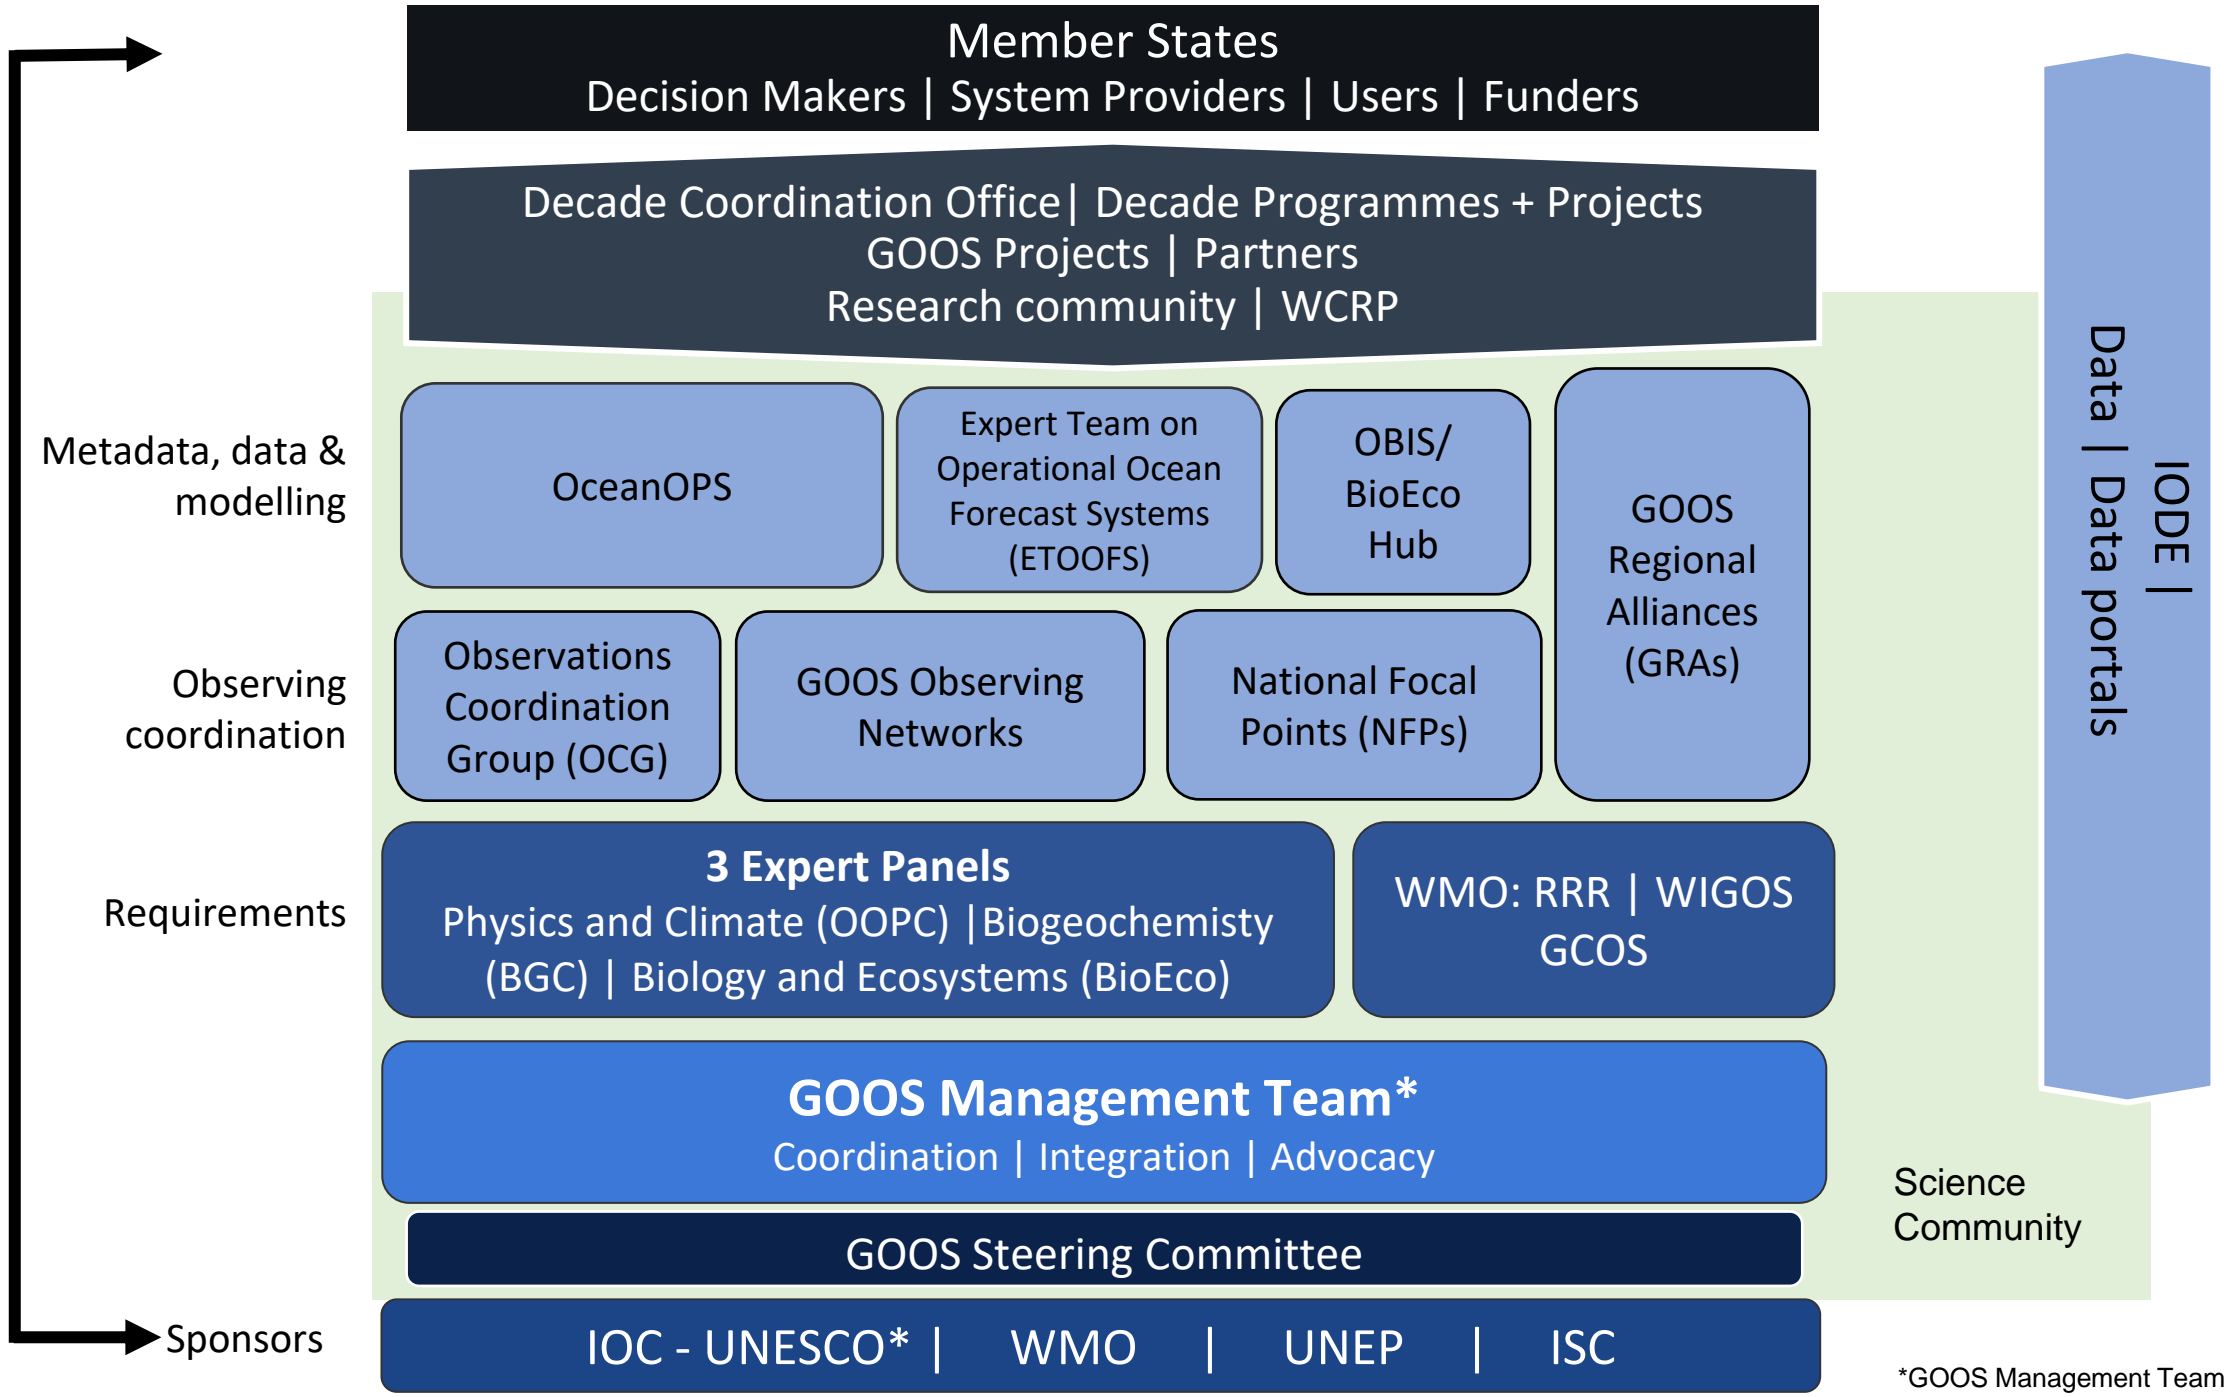 Member States
Decision Makers | System Providers | Users | Funders
Decade Coordination Office| Decade Programmes + Projects
GOOS Projects | Partners
Research community | WCRP
Metadata, data &
modelling
OceanOPS
Expert Team on
Operational Ocean
Forecast Systems
(ETOOFS)
OBIS/
BioEco
Hub
GOOS
Regional
Alliances
(GRAs)
Observing
coordination
Observations
Coordination
Group (OCG)
GOOS Observing
Networks
National Focal
Points (NFPs)
Requirements
3 Expert Panels
Physics and Climate (OOPC) |Biogeochemisty
(BGC) | Biology and Ecosystems (BioEco)
WMO: RRR | WIGOS
GCOS
GOOS Management Team*
Coordination | Integration | Advocacy
GOOS Steering Committee
Sponsors
IOC - UNESCO* | WMO | UNEP | ISC
IODE |
Data | Data portals
Science
Community
*GOOS Management Team